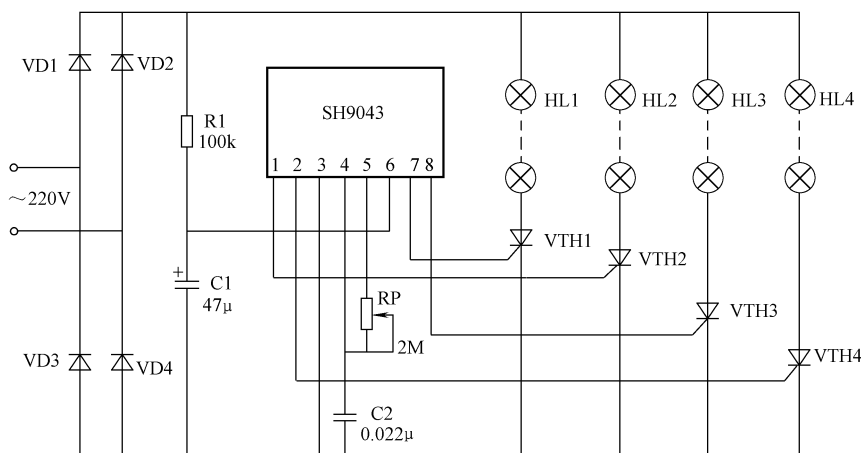 VD1
VD2
R1
100k
SH9043
1 2 3 4 5 6 7 8
HL1
HL2
HL3
HL4
~220V
C1
47μ
+
RP
2M
VTH1
VTH2
VTH3
VTH4
VD3
VD4
C2
0.022μ